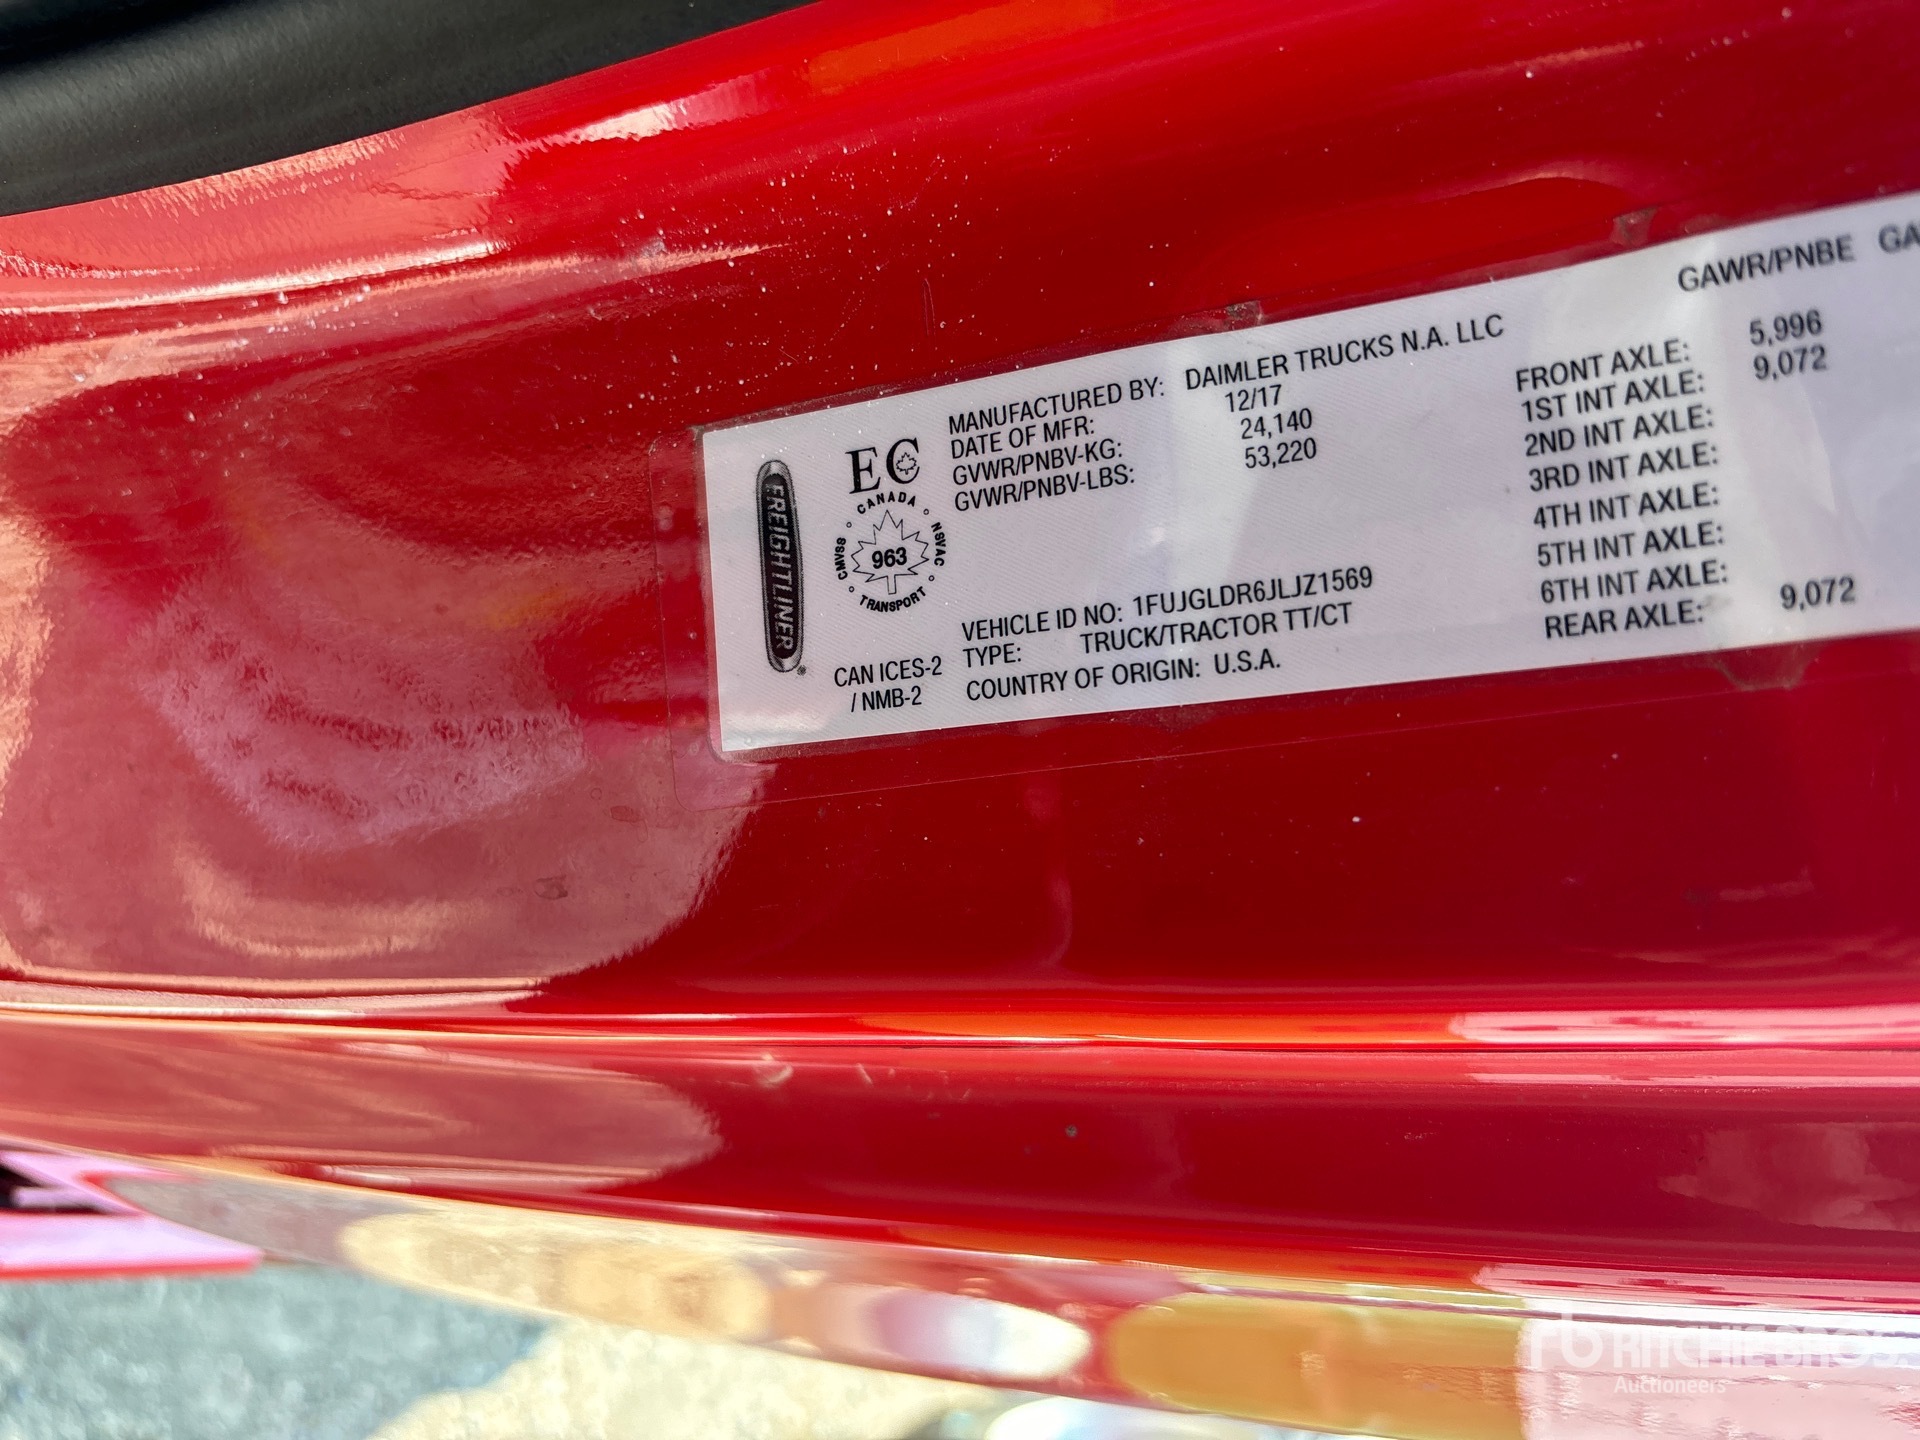 FREIGHTLINER®
EC
CANADA
CMVSS
NSVAC
963
TRANSPORT
CAN ICES-2
/ NMB-2
MANUFACTURED BY: DAIMLER TRUCKS N.A. LLC
DATE OF MFR: 12/17
GVWR/PNBV-KG: 24,140
GVWR/PNBV-LBS: 53,220
VEHICLE ID NO: 1FUJGLDR6JLJZ1569
TYPE: TRUCK/TRACTOR TT/CT
COUNTRY OF ORIGIN: U.S.A.
GAWR/PNBE GA
FRONT AXLE: 5,996
1ST INT AXLE: 9,072
2ND INT AXLE:
3RD INT AXLE:
4TH INT AXLE:
5TH INT AXLE:
6TH INT AXLE:
REAR AXLE: 9,072
rb RITCHIE BROS.
Auctioneers